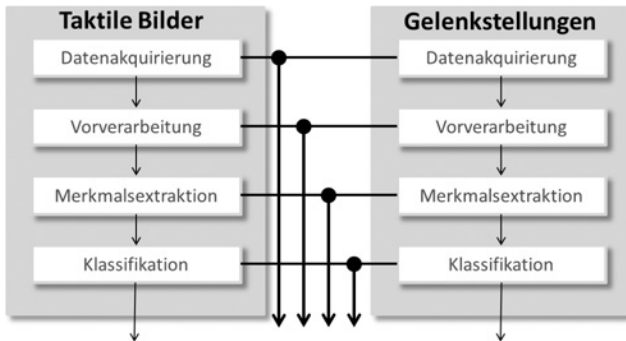 Taktile Bilder
Datenakquirierung
Vorverarbeitung
Merkmalsextraktion
Klassifikation
Gelenkstellungen
Datenakquirierung
Vorverarbeitung
Merkmalsextraktion
Klassifikation